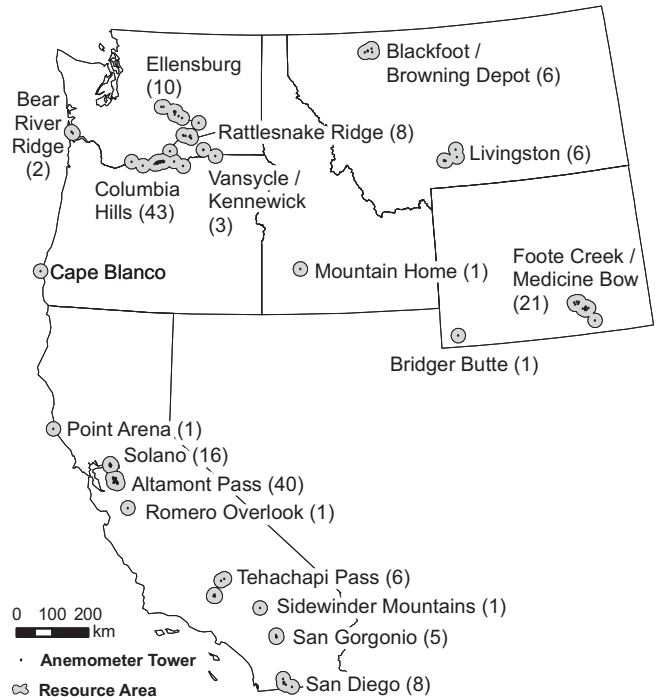 Blackfoot /
Browning Depot (6)
Ellensburg
(10)
Bear
River
Ridge
(2)
Rattlesnake Ridge (8)
Livingston (6)
Columbia
Hills (43)
Vansycle /
Kennewick
(3)
Cape Blanco
Mountain Home (1)
Foote Creek /
Medicine Bow
(21)
Bridger Butte (1)
Point Arena (1)
Solano (16)
Altamont Pass (40)
Romero Overlook (1)
Tehachapi Pass (6)
Sidewinder Mountains (1)
San Gorgonio (5)
San Diego (8)
0 100 200
km
Anemometer Tower
Resource Area